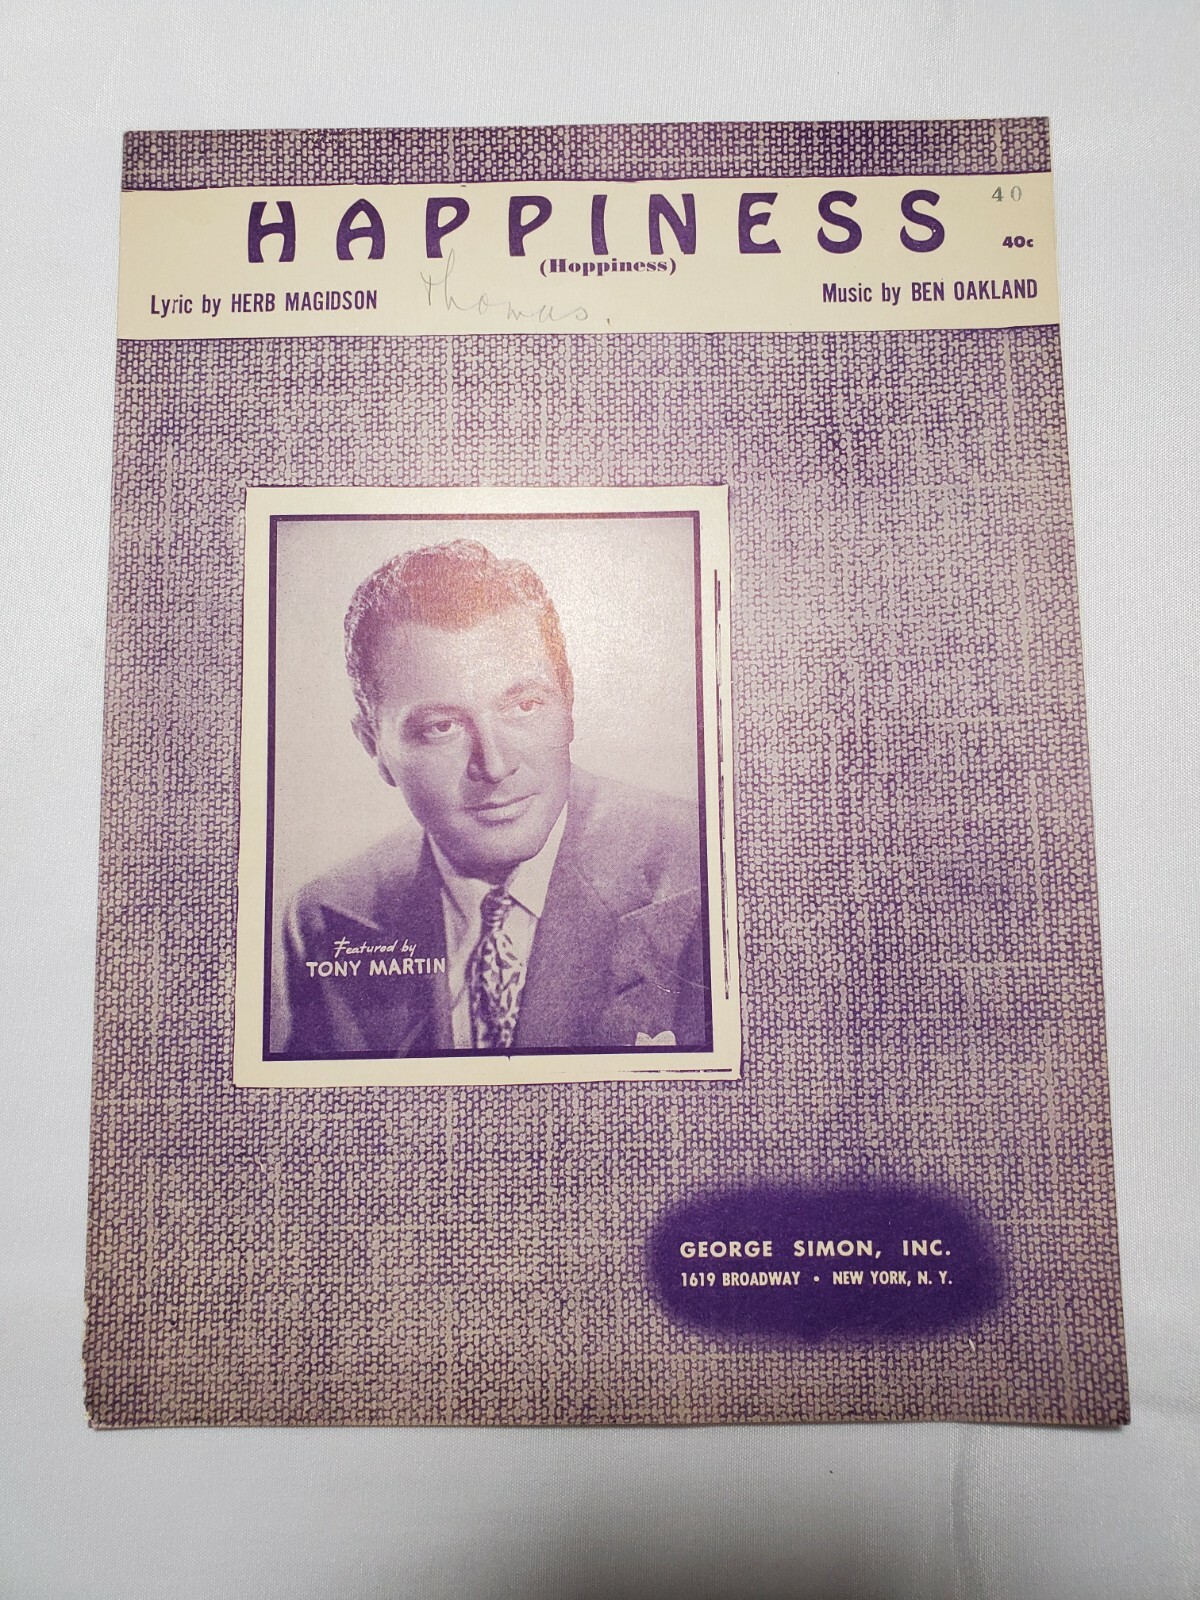 40
HAPPINESS
40c
(Hoppiness)
Lyric by HERB MAGIDSON
Thomas.
Music by BEN OAKLAND
Featured by
TONY MARTIN
GEORGE SIMON, INC.
1619 BROADWAY • NEW YORK, N. Y.